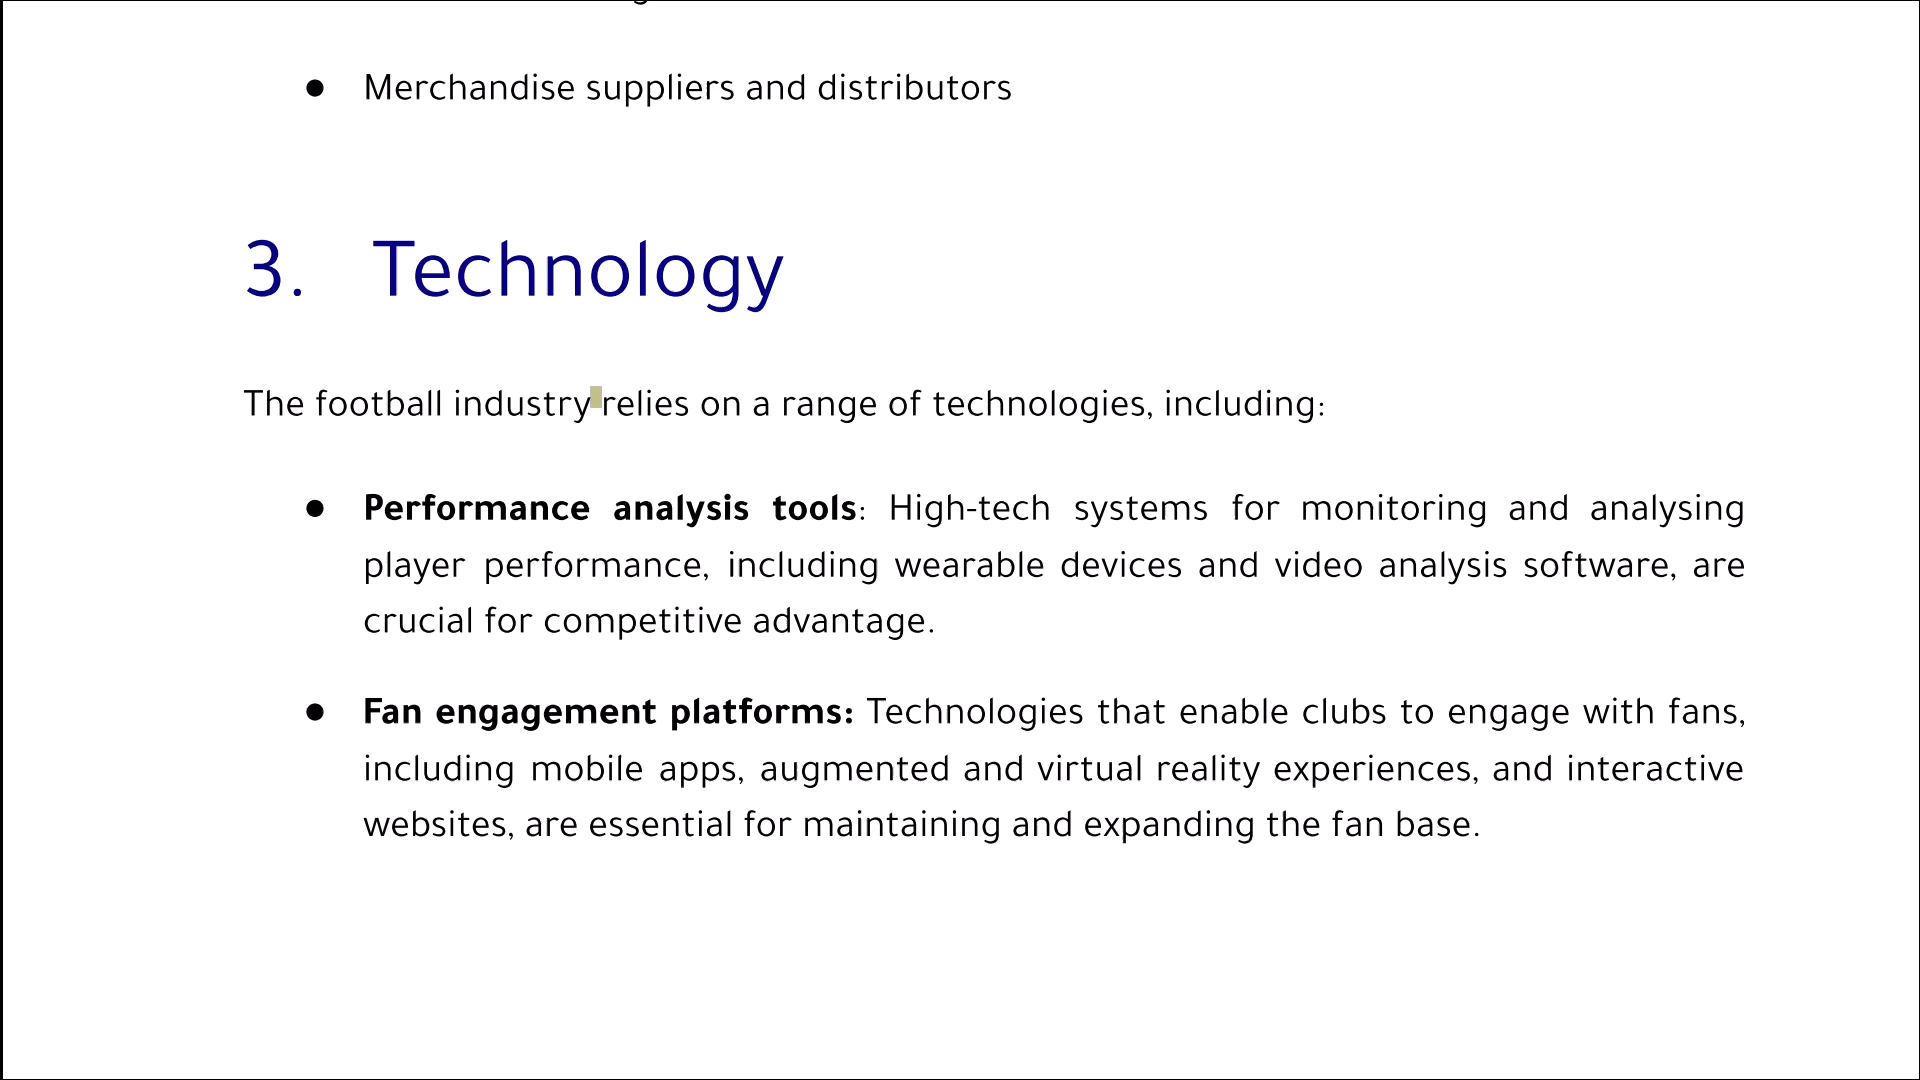 ● Merchandise suppliers and distributors
3. Technology
The football industry relies on a range of technologies, including:
● Performance analysis tools: High-tech systems for monitoring and analysing
player performance, including wearable devices and video analysis software, are
crucial for competitive advantage.
● Fan engagement platforms: Technologies that enable clubs to engage with fans,
including mobile apps, augmented and virtual reality experiences, and interactive
websites, are essential for maintaining and expanding the fan base.